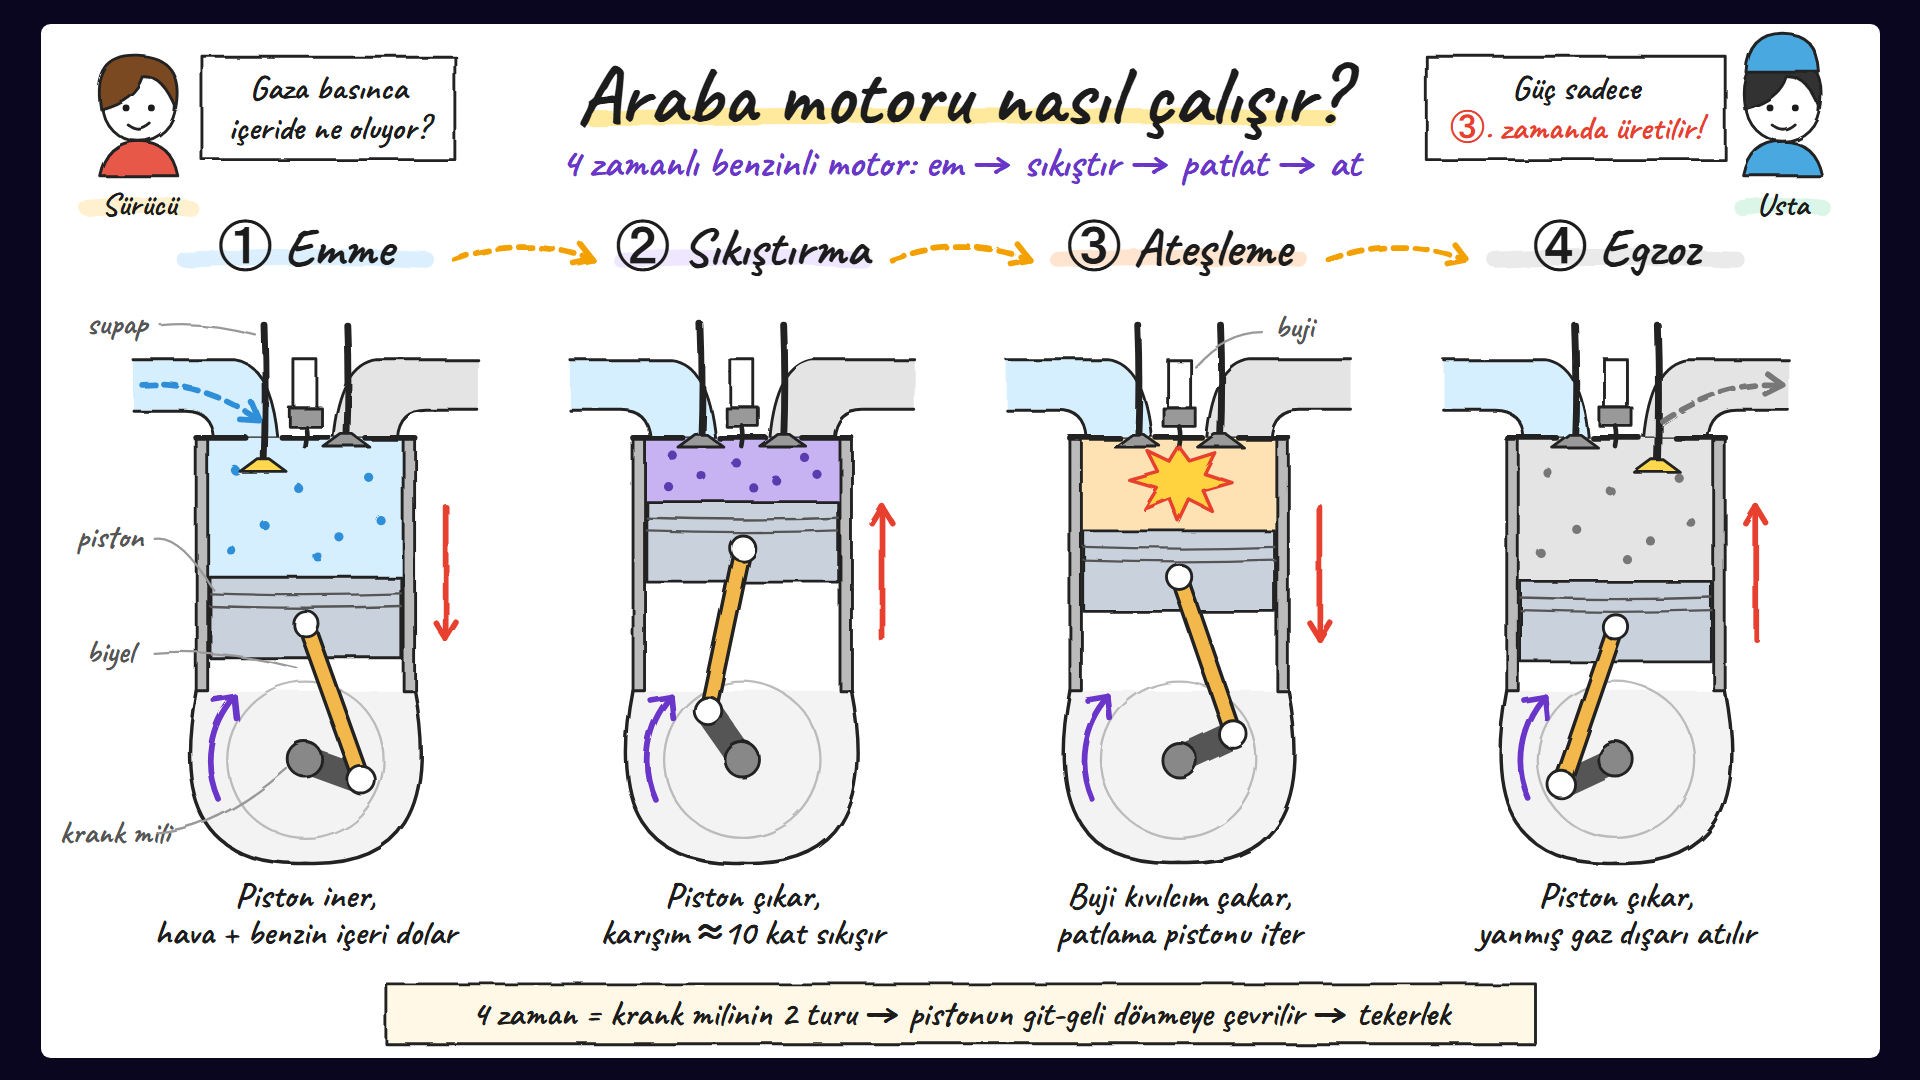 Gaza basınca
içeride ne oluyor?
Sürücü
Araba motoru nasıl çalışır?
4 zamanlı benzinli motor: em → sıkıştır → patlat → at
Güç sadece
③. zamanda üretilir!
Usta
① Emme
② Sıkıştırma
③ Ateşleme
④ Egzoz
supap
piston
biyel
krank mili
buji
Piston iner,
hava + benzin içeri dolar
Piston çıkar,
karışım ≈ 10 kat sıkışır
Buji kıvılcım çakar,
patlama pistonu iter
Piston çıkar,
yanmış gaz dışarı atılır
4 zaman = krank milinin 2 turu → pistonun git-geli dönmeye çevrilir → tekerlek